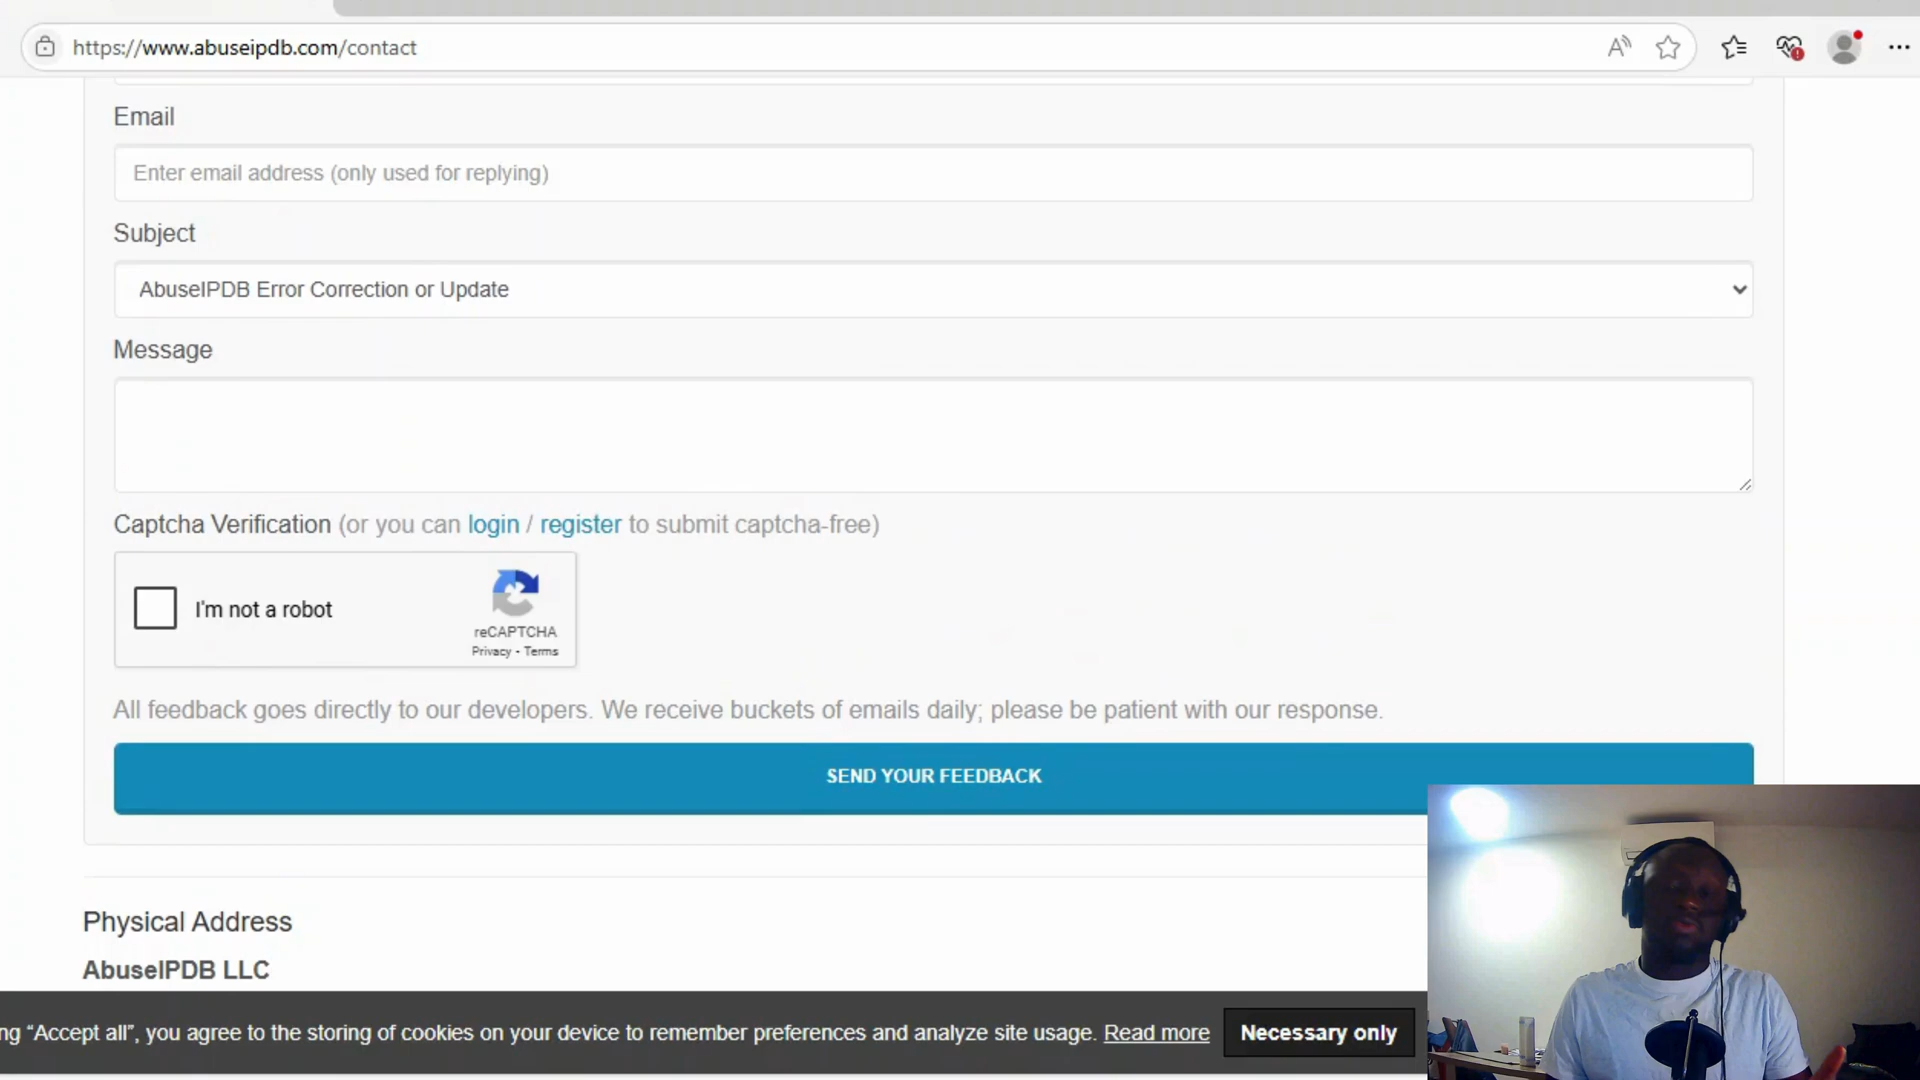 https://www.abuseipdb.com/contact
Email
Enter email address (only used for replying)
Subject
AbuseIPDB Error Correction or Update
Message
Captcha Verification (or you can login / register to submit captcha-free)
I'm not a robot
reCAPTCHA
Privacy - Terms
All feedback goes directly to our developers. We receive buckets of emails daily; please be patient with our response.
SEND YOUR FEEDBACK
Physical Address
AbuseIPDB LLC
ng “Accept all”, you agree to the storing of cookies on your device to remember preferences and analyze site usage. Read more
Necessary only